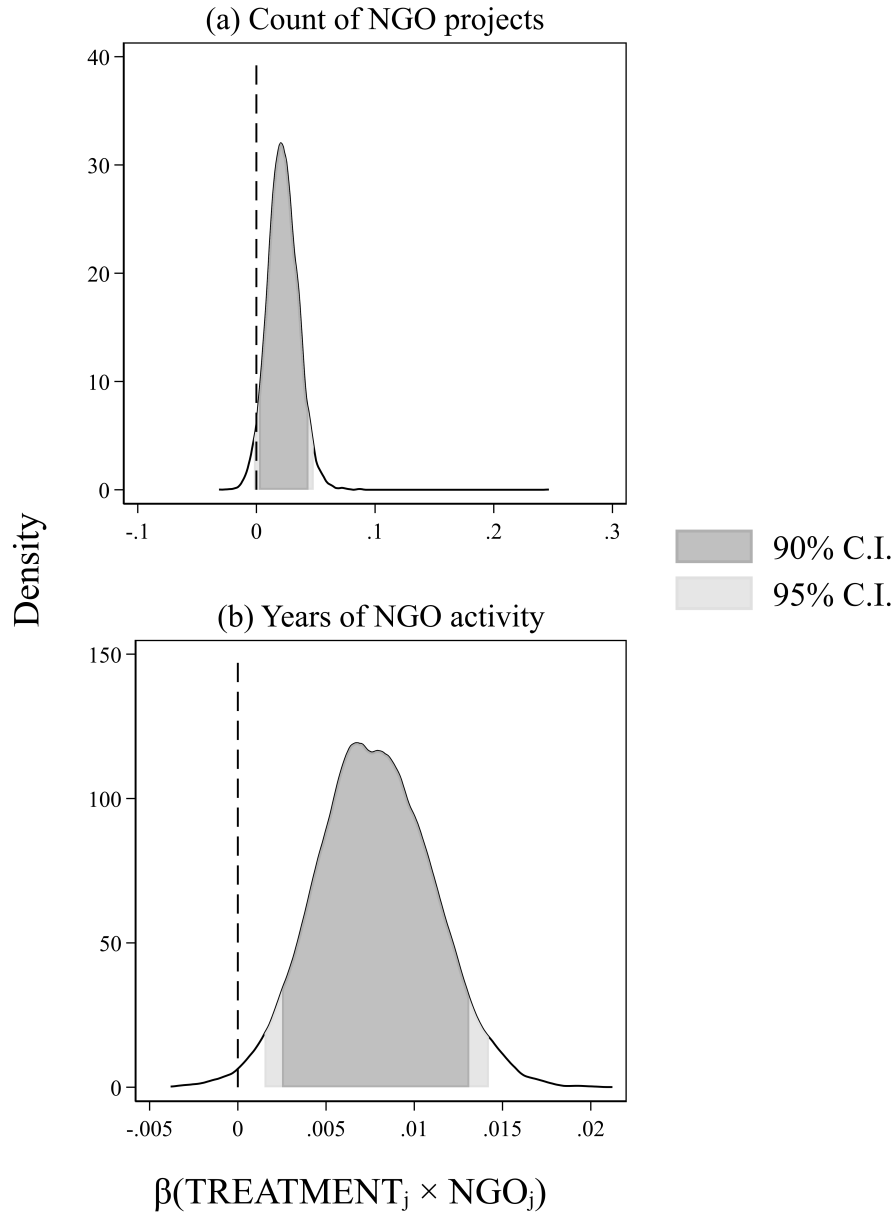 (a) Count of NGO projects
40
30
20
10
0
-.1 0 .1 .2 .3
Density
90% C.I.
95% C.I.
(b) Years of NGO activity
150
100
50
0
-.005 0 .005 .01 .015 .02
β(TREATMENTⱼ × NGOⱼ)